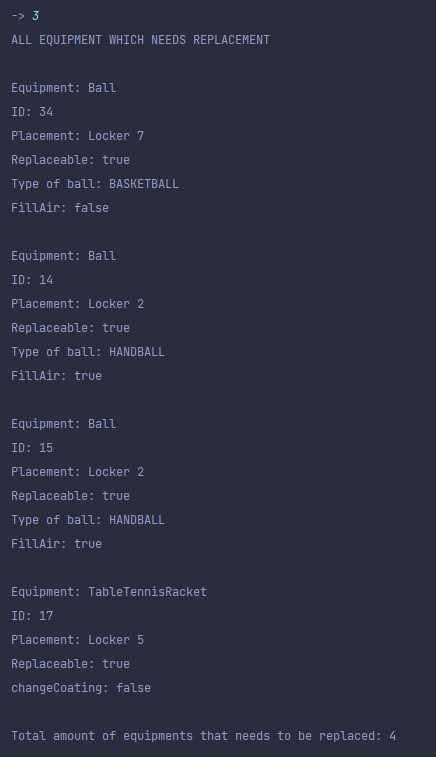 -> 3
ALL EQUIPMENT WHICH NEEDS REPLACEMENT
Equipment: Ball
ID: 34
Placement: Locker 7
Replaceable: true
Type of ball: BASKETBALL
FillAir: false
Equipment: Ball
ID: 14
Placement: Locker 2
Replaceable: true
Type of ball: HANDBALL
FillAir: true
Equipment: Ball
ID: 15
Placement: Locker 2
Replaceable: true
Type of ball: HANDBALL
FillAir: true
Equipment: TableTennisRacket
ID: 17
Placement: Locker 5
Replaceable: true
changeCoating: false
Total amount of equipments that needs to be replaced: 4